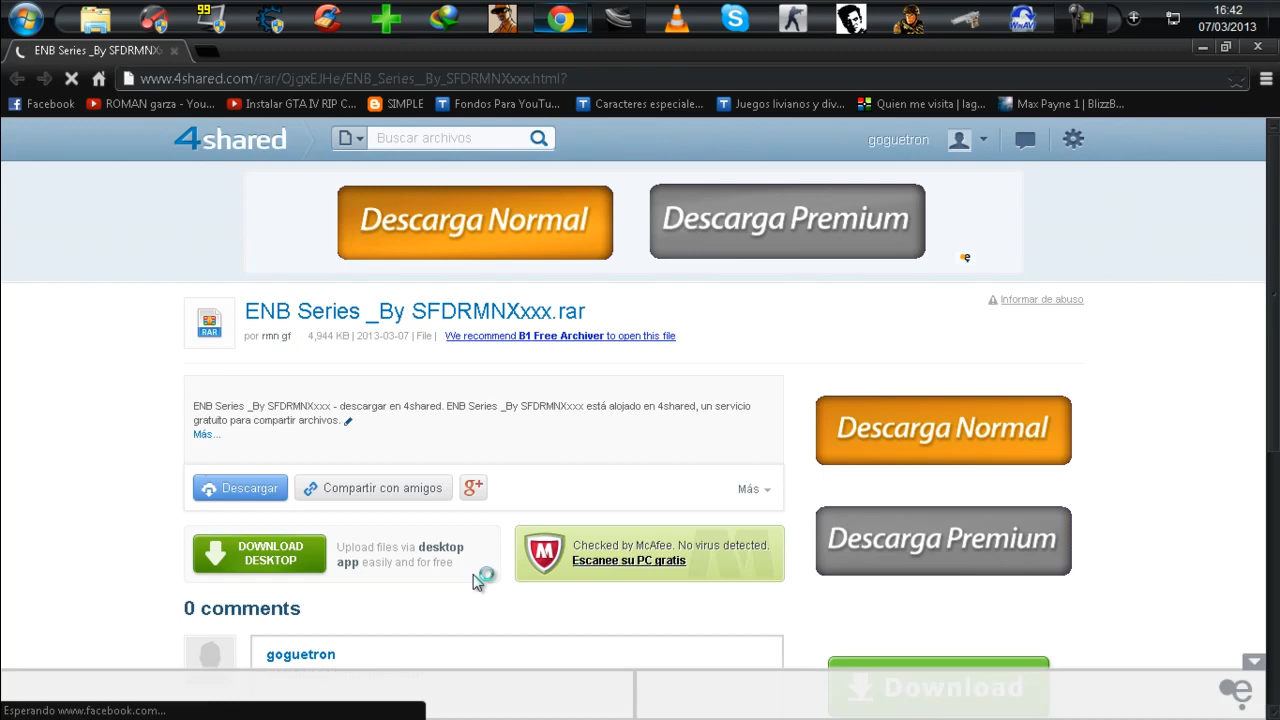 99
16:42
07/03/2013
ENB Series _By SFDRMNX
www.4shared.com/rar/QjgxEJHe/ENB_Series__By_SFDRMNXxxx.html?
Facebook
ROMAN garza - You...
Instalar GTA IV RIP C...
SIMPLE
Fondos Para YouTu...
Caracteres especiale...
Juegos livianos y div...
Quien me visita | lag...
Max Payne 1 | BlizzB...
4shared
Buscar archivos
goguetron
Descarga Normal
Descarga Premium
ENB Series _By SFDRMNXxxx.rar
Informar de abuso
RAR
por rmn gf
4,944 KB | 2013-03-07 | File |
We recommend B1 Free Archiver to open this file
ENB Series _By SFDRMNXxxx - descargar en 4shared. ENB Series _By SFDRMNXxxx está alojado en 4shared, un servicio
gratuito para compartir archivos.
Más...
Descarga Normal
Descargar
Compartir con amigos
g+
Más
Descarga Premium
DOWNLOAD
DESKTOP
Upload files via desktop
app easily and for free
Checked by McAfee. No virus detected.
Escanee su PC gratis
0 comments
goguetron
Download
Esperando www.facebook.com...